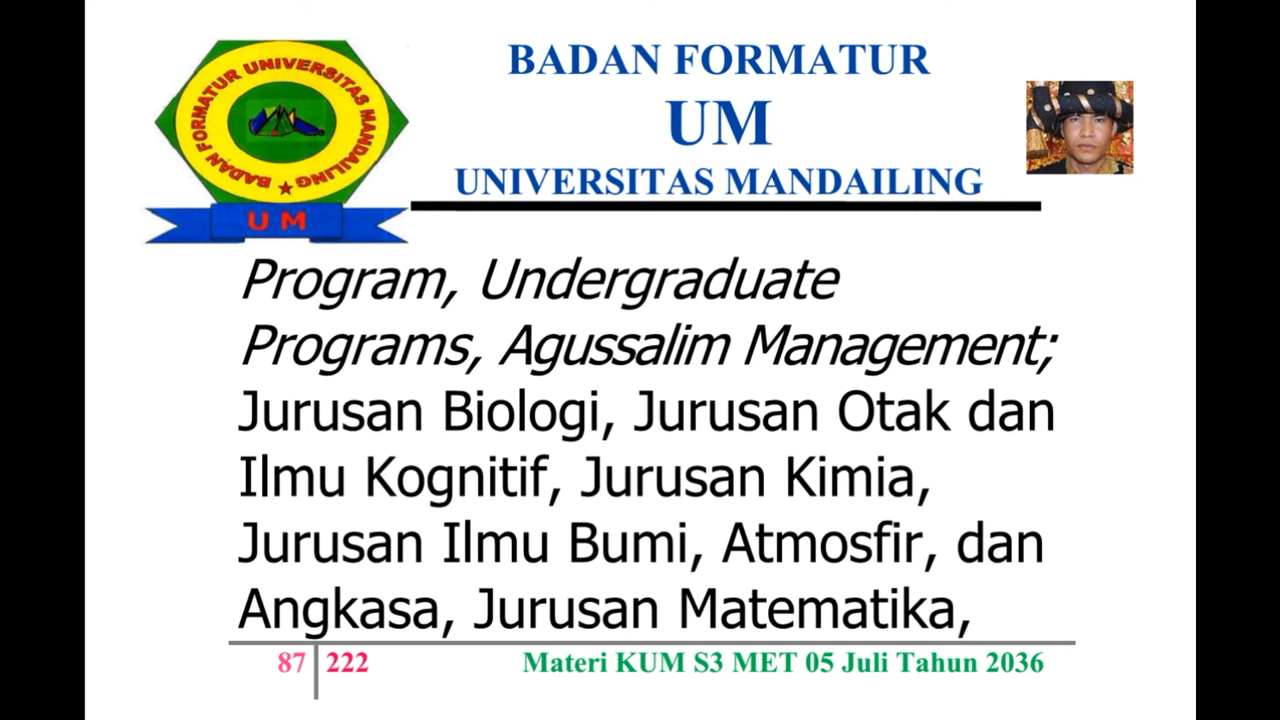 BADAN FORMATUR UNIVERSITAS MANDAILING
UM
BADAN FORMATUR
UM
UNIVERSITAS MANDAILING
Program, Undergraduate
Programs, Agussalim Management;
Jurusan Biologi, Jurusan Otak dan
Ilmu Kognitif, Jurusan Kimia,
Jurusan Ilmu Bumi, Atmosfir, dan
Angkasa, Jurusan Matematika,
87 222 Materi KUM S3 MET 05 Juli Tahun 2036